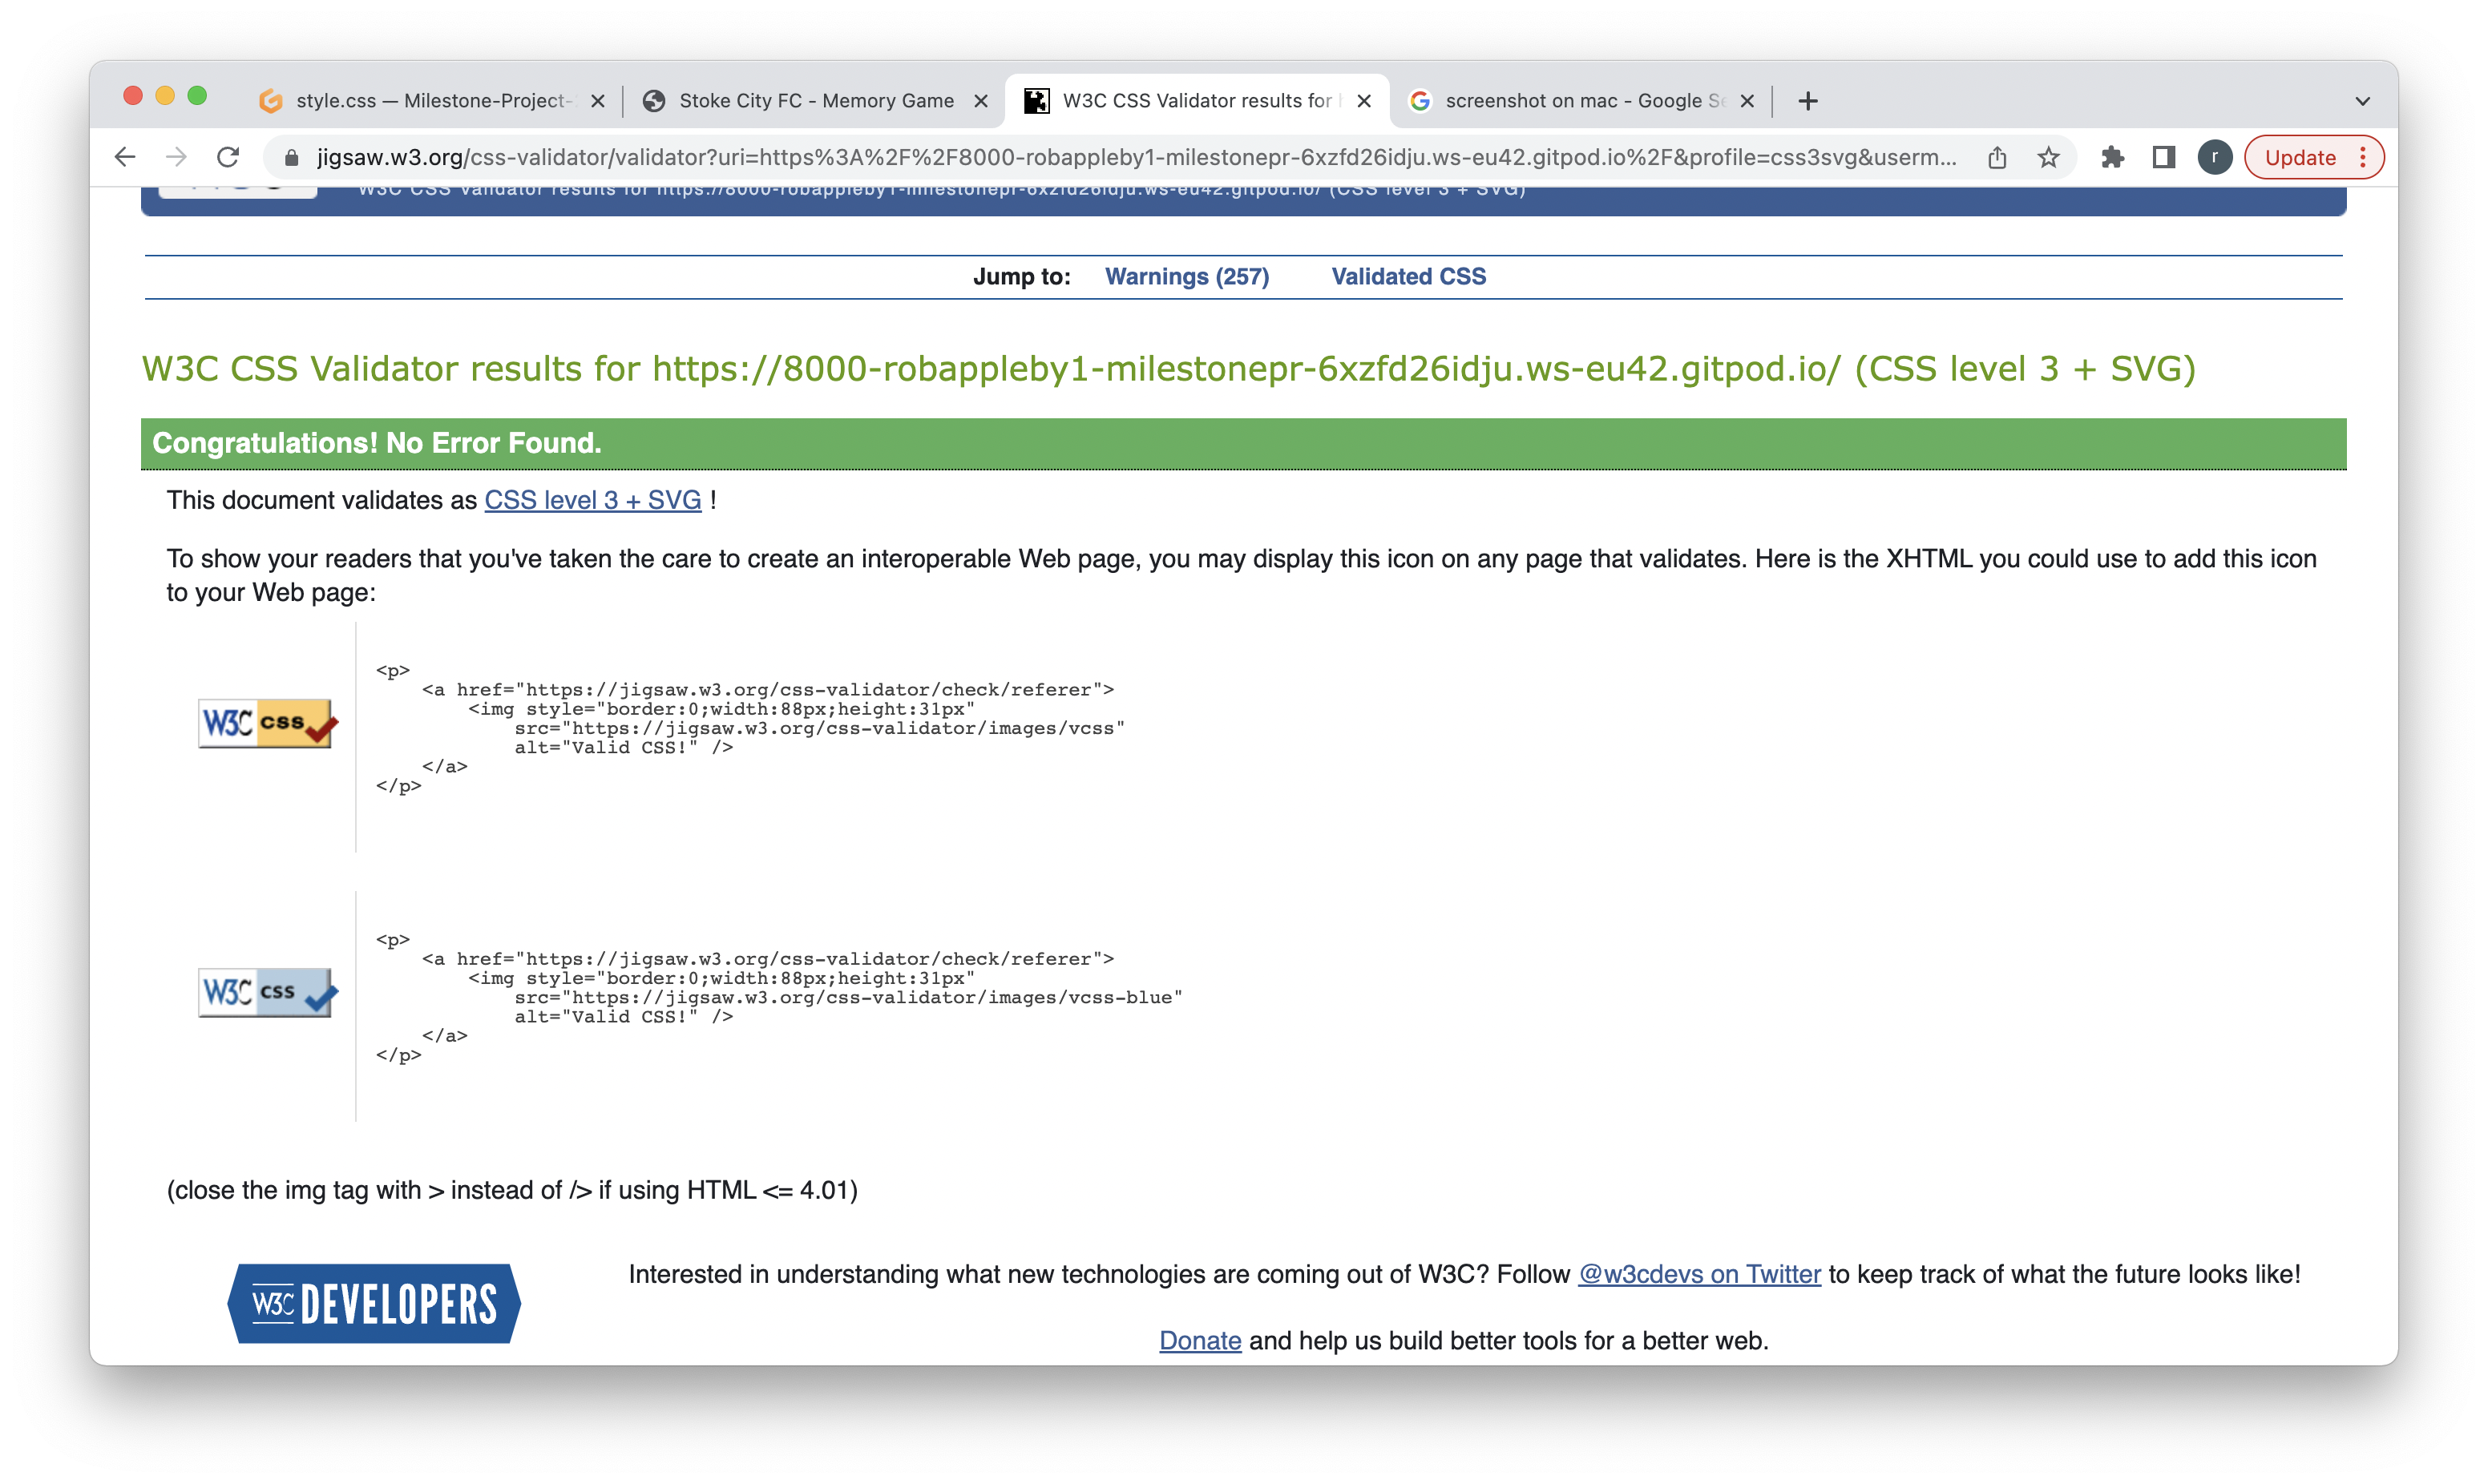 style.css — Milestone-Project-
Stoke City FC - Memory Game
W3C CSS Validator results for
screenshot on mac - Google Se
jigsaw.w3.org/css-validator/validator?uri=https%3A%2F%2F8000-robappleby1-milestonepr-6xzfd26idju.ws-eu42.gitpod.io%2F&profile=css3svg&userm...
r
Update
W3C CSS Validator results for https://8000-robappleby1-milestonepr-6xzfd26idju.ws-eu42.gitpod.io/ (CSS level 3 + SVG)
Jump to: Warnings (257) Validated CSS
W3C CSS Validator results for https://8000-robappleby1-milestonepr-6xzfd26idju.ws-eu42.gitpod.io/ (CSS level 3 + SVG)
Congratulations! No Error Found.
This document validates as CSS level 3 + SVG !
To show your readers that you've taken the care to create an interoperable Web page, you may display this icon on any page that validates. Here is the XHTML you could use to add this icon
to your Web page:
W3C css
<p>
<a href="https://jigsaw.w3.org/css-validator/check/referer">
<img style="border:0;width:88px;height:31px"
src="https://jigsaw.w3.org/css-validator/images/vcss"
alt="Valid CSS!" />
</a>
</p>
W3C css
<p>
<a href="https://jigsaw.w3.org/css-validator/check/referer">
<img style="border:0;width:88px;height:31px"
src="https://jigsaw.w3.org/css-validator/images/vcss-blue"
alt="Valid CSS!" />
</a>
</p>
(close the img tag with > instead of /> if using HTML <= 4.01)
W3C DEVELOPERS
Interested in understanding what new technologies are coming out of W3C? Follow @w3cdevs on Twitter to keep track of what the future looks like!
Donate and help us build better tools for a better web.